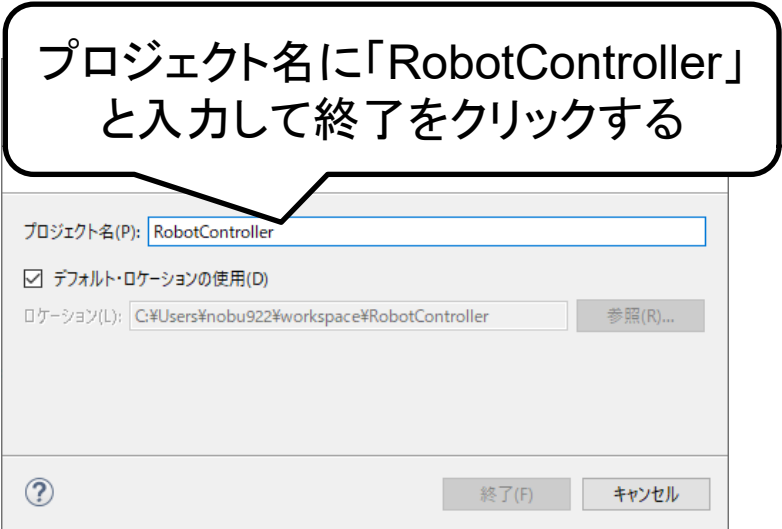 プロジェクト名に「RobotController」
と入力して終了をクリックする
プロジェクト名(P): RobotController
デフォルト・ロケーションの使用(D)
ロケーション(L): C:¥Users¥nobu922¥workspace¥RobotController 参照(R)...
? 終了(F) キャンセル